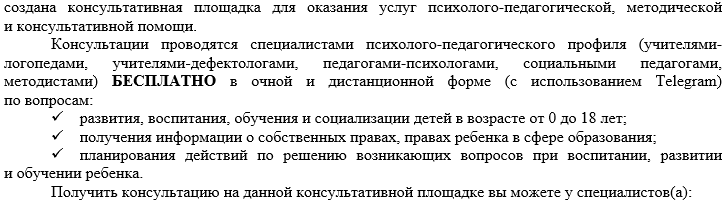 создана консультативная площадка для оказания услуг психолого-педагогической, методической
и консультативной помощи.
Консультации проводятся специалистами психолого-педагогического профиля (учителями-
логопедами, учителями-дефектологами, педагогами-психологами, социальными педагогами,
методистами) БЕСПЛАТНО в очной и дистанционной форме (с использованием Telegram)
по вопросам:
✓ развития, воспитания, обучения и социализации детей в возрасте от 0 до 18 лет;
✓ получения информации о собственных правах, правах ребенка в сфере образования;
✓ планирования действий по решению возникающих вопросов при воспитании, развитии
и обучении ребенка.
Получить консультацию на данной консультативной площадке вы можете у специалистов(а):